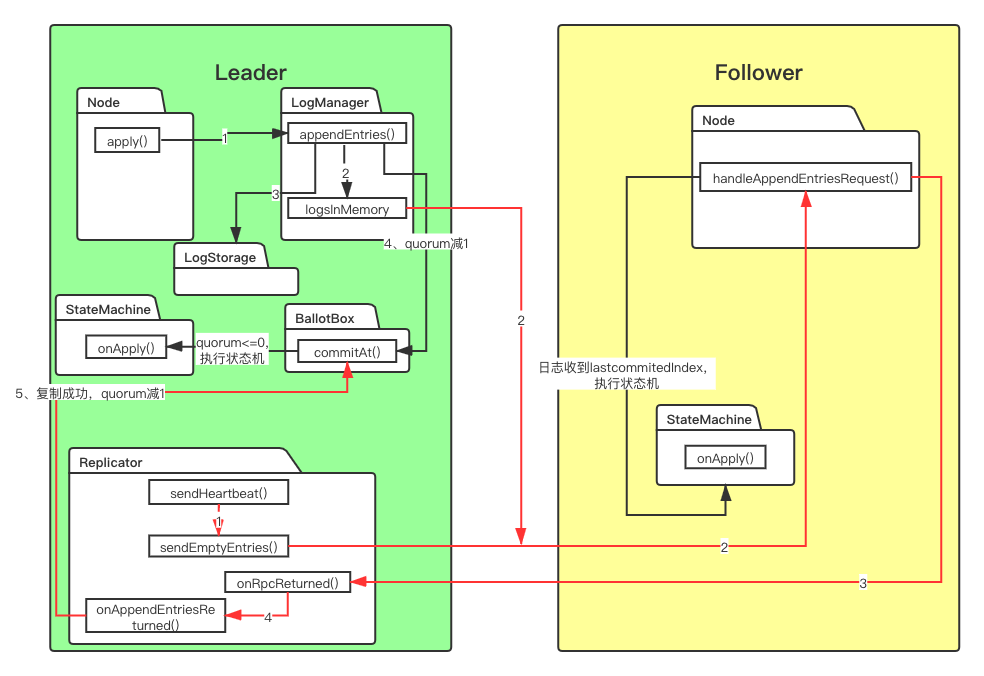 Leader
Node
apply()
1
LogManager
appendEntries()
2
logsInMemory
3
LogStorage
4、quorum减1
StateMachine
onApply()
quorum<=0,
执行状态机
BallotBox
commitAt()
5、复制成功，quorum减1
Replicator
sendHeartbeat()
1
sendEmptyEntries()
onRpcReturned()
onAppendEntriesRe
turned()
4
2
2
3
Follower
Node
handleAppendEntriesRequest()
日志收到lastcommitedIndex，
执行状态机
StateMachine
onApply()